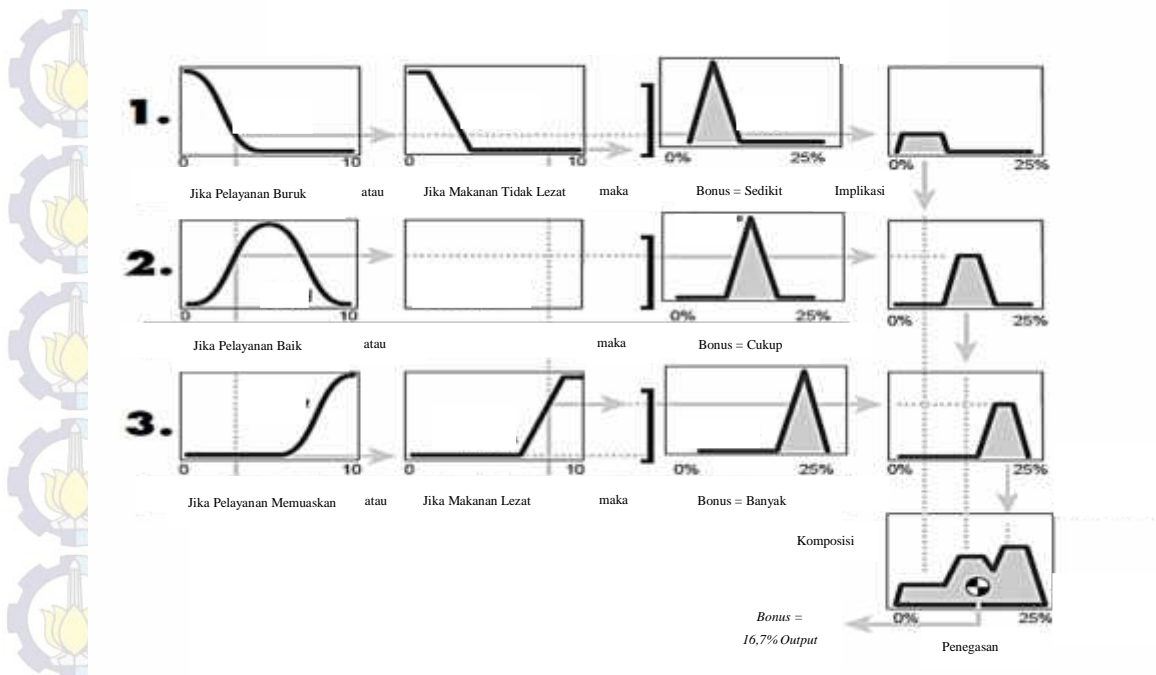 1.
0 10
10
0% 25%
0% 25%
Jika Pelayanan Buruk atau Jika Makanan Tidak Lezat maka Bonus = Sedikit Implikasi
2.
0 10
0% 25%
0% 25%
Jika Pelayanan Baik atau maka Bonus = Cukup
3.
0 10
0 10
0% 25%
0% 25%
Jika Pelayanan Memuaskan atau Jika Makanan Lezat maka Bonus = Banyak
Komposisi
0% 25%
Bonus =
16,7% Output
Penegasan